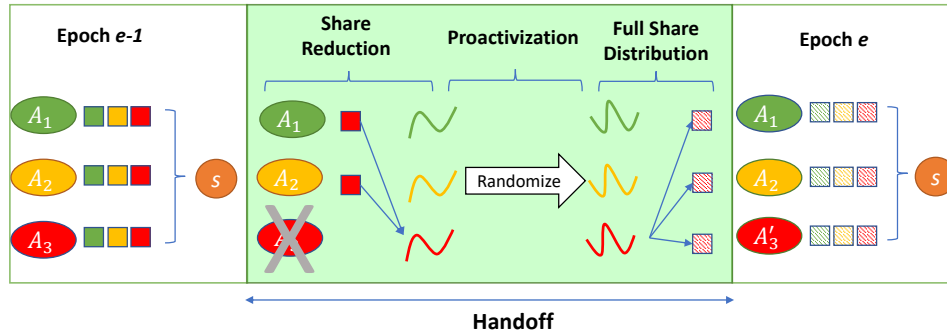 Epoch e-1
Share
Reduction
Proactivization
Full Share
Distribution
Epoch e
A1
A1
A1
A2
s
A2
Randomize
A2
s
A3
A′3
Handoff